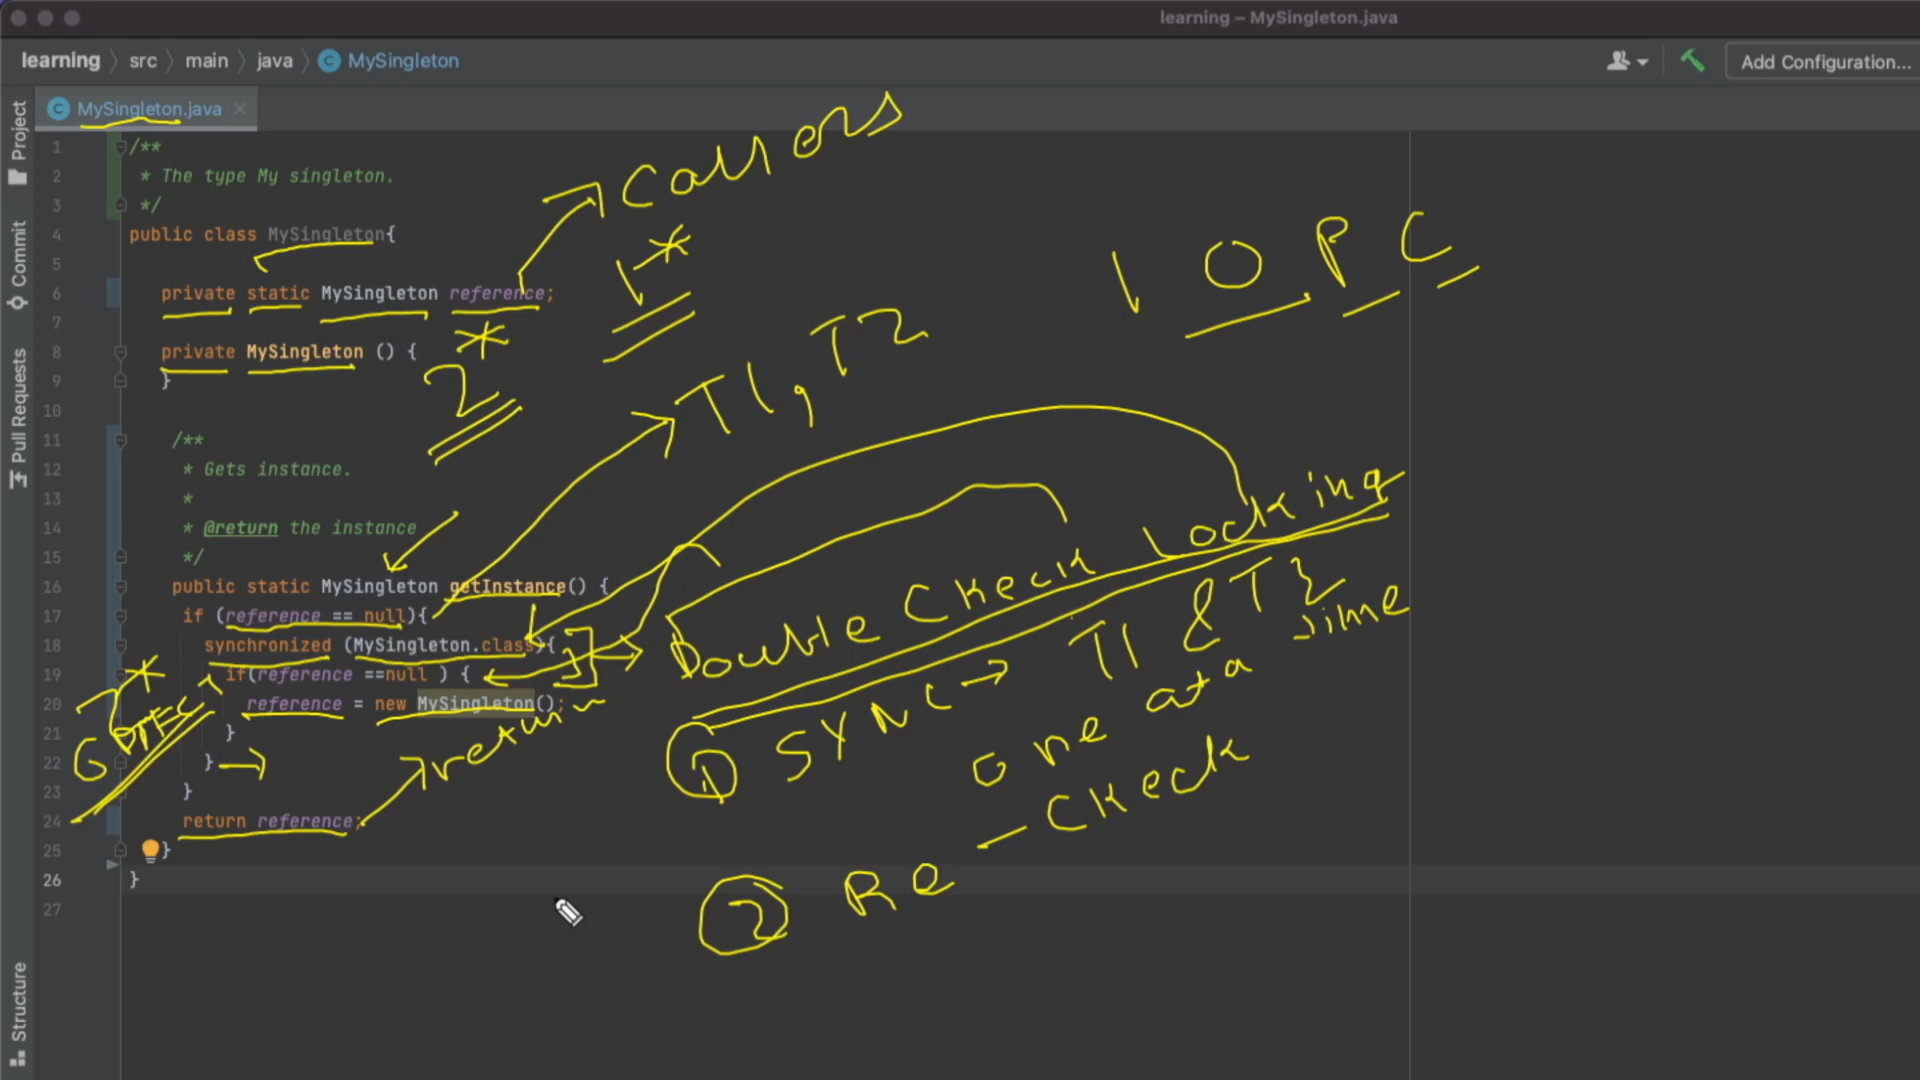 learning – MySingleton.java
learning 〉 src 〉 main 〉 java 〉 MySingleton
Add Configuration...
MySingleton.java
Project
Commit
Pull Requests
Structure
1 /**
2 * The type My singleton.
3 */
4 public class MySingleton{
5
6 private static MySingleton reference;
7
8 private MySingleton () {
9 }
10
11 /**
12 * Gets instance.
13 *
14 * @return the instance
15 */
16 public static MySingleton getInstance() {
17 if (reference == null){
18 synchronized (MySingleton.class){
19 if(reference ==null ) {
20 reference = new MySingleton();
21 }
22 }
23 }
24 return reference;
25 }
26 }
27
Callers
1 *
1 O P C
* 2
T1, T2
Double Check Locking
① SYNC → T1 & T2
one at a time
② Re - Check
return